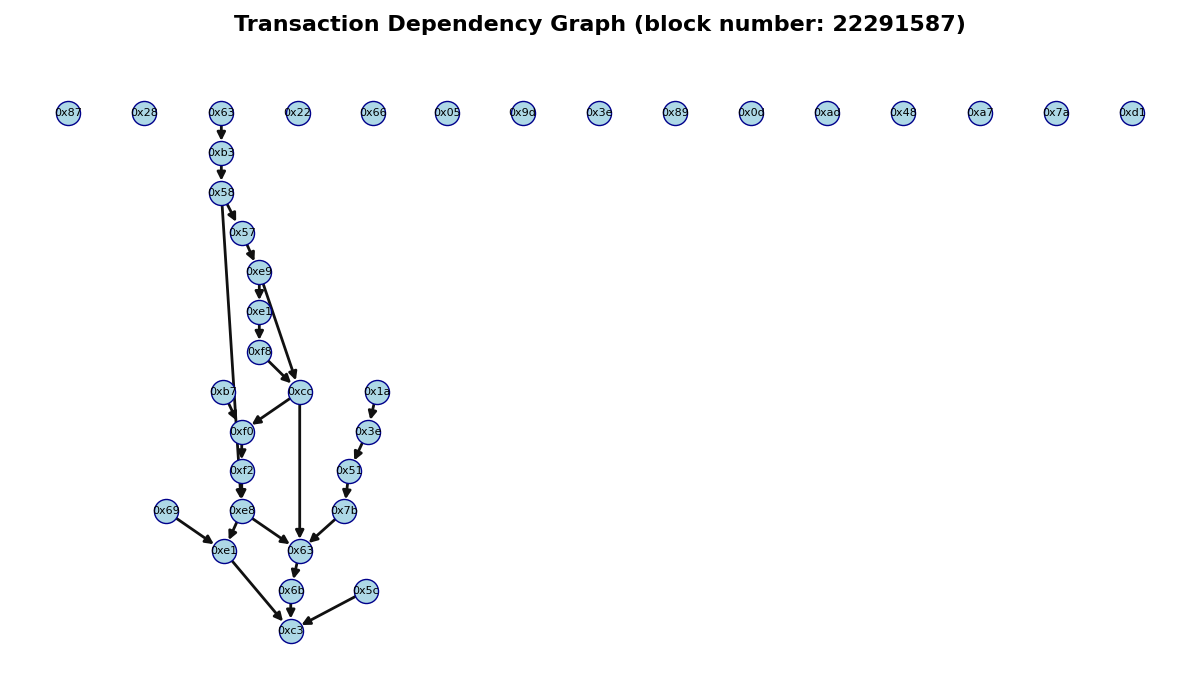 Transaction Dependency Graph (block number: 22291587)
0x87 0x28 0x63 0x22 0x66 0x05 0x9d 0x3e 0x89 0x0d 0xad 0x48 0xa7 0x7a 0xd1
0xb3
0x58
0x57
0xe9
0xe1
0xf8
0xb7 0xcc 0x1a
0xf0 0x3e
0xf2 0x51
0x69 0xe8 0x7b
0xe1 0x63
0x6b 0x5c
0xc3